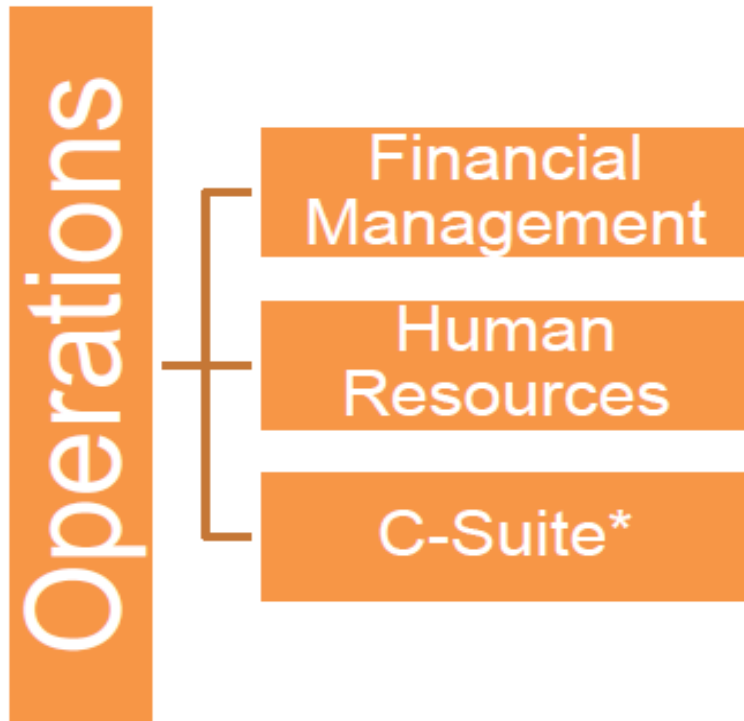 Operations
Financial
Management
Human
Resources
C-Suite*